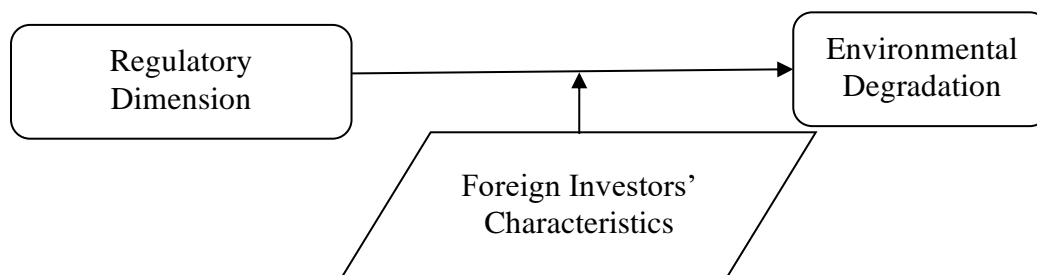 Regulatory
Dimension
Environmental
Degradation
Foreign Investors’
Characteristics